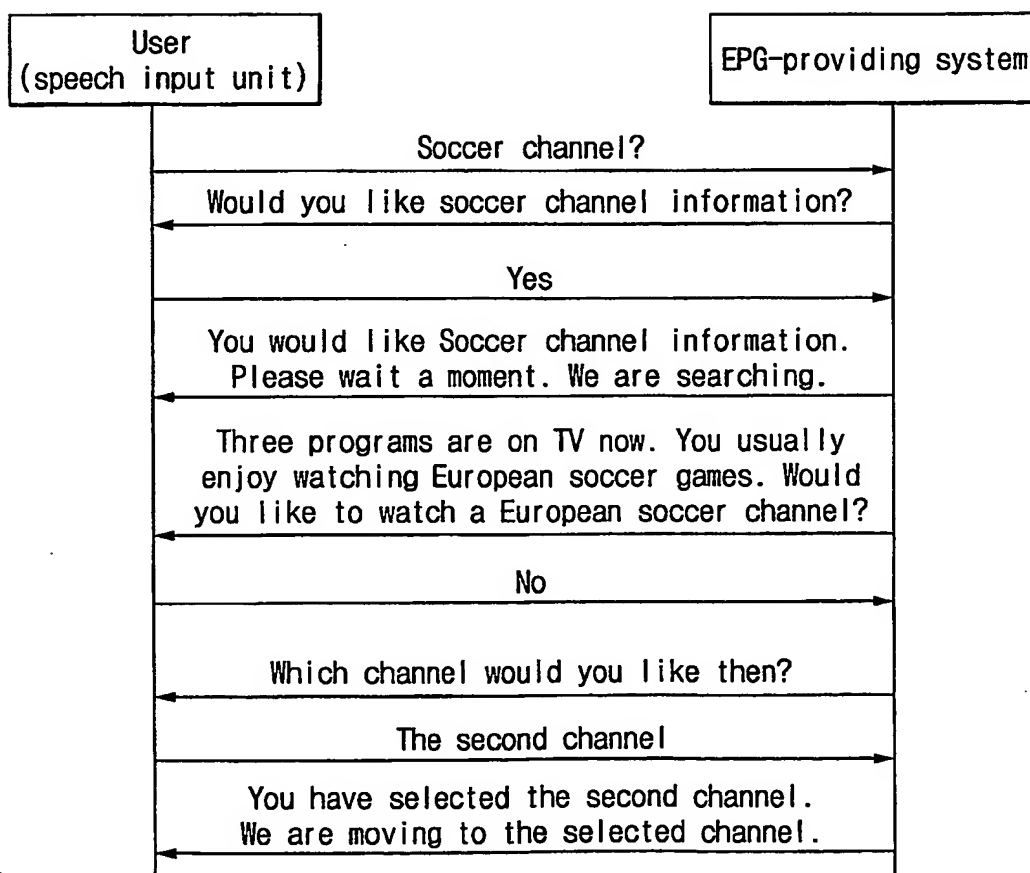 User
(speech input unit)
EPG-providing system
Soccer channel?
Would you like soccer channel information?
Yes
You would like Soccer channel information.
Please wait a moment. We are searching.
Three programs are on TV now. You usually
enjoy watching European soccer games. Would
you like to watch a European soccer channel?
No
Which channel would you like then?
The second channel
You have selected the second channel.
We are moving to the selected channel.